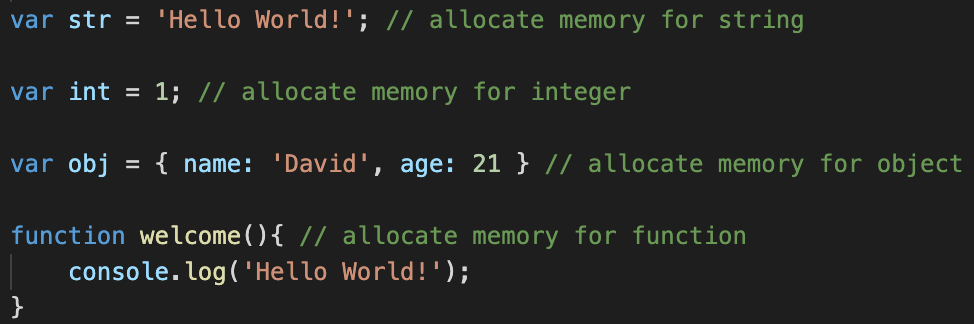 var str = 'Hello World!'; // allocate memory for string
var int = 1; // allocate memory for integer
var obj = { name: 'David', age: 21 } // allocate memory for object
function welcome(){ // allocate memory for function
    console.log('Hello World!');
}